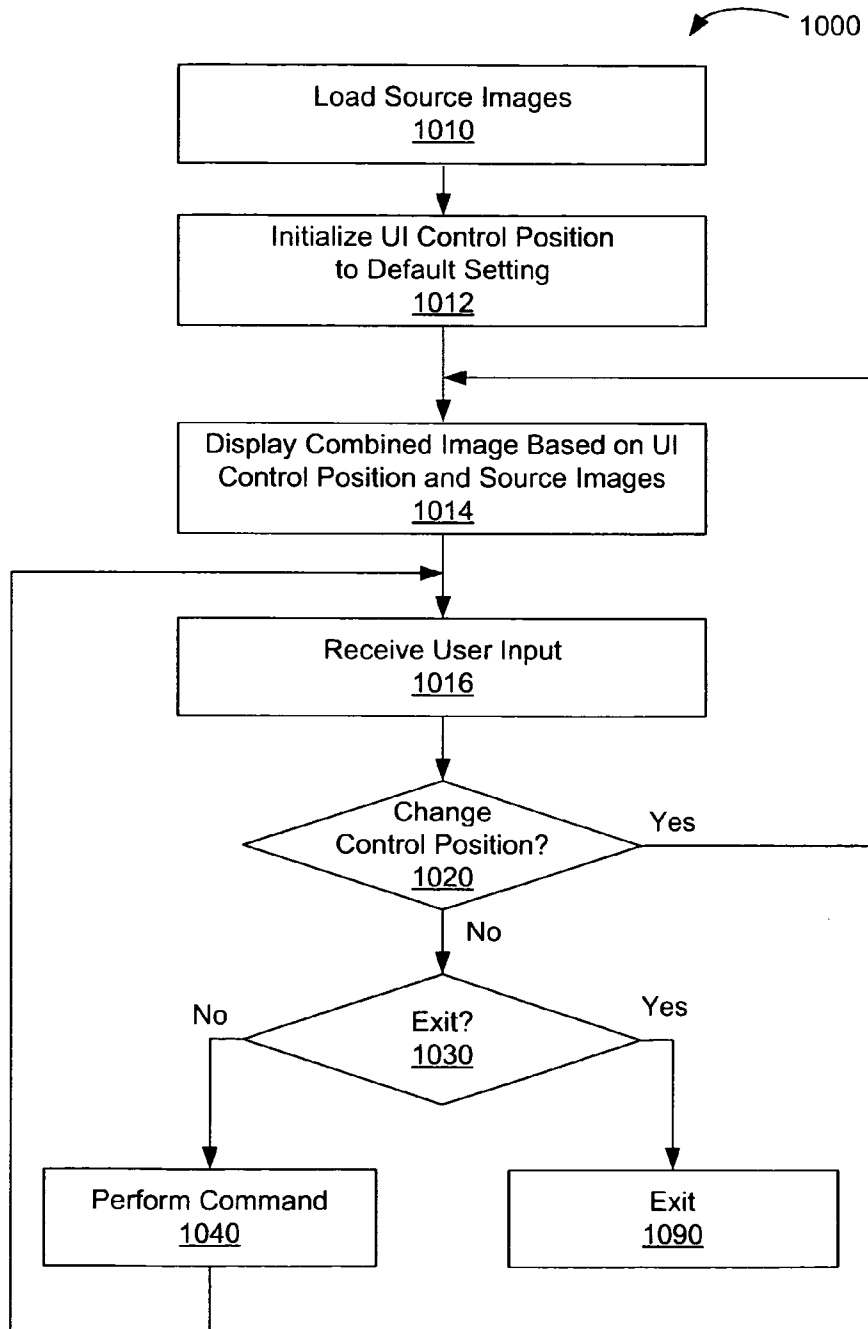 1000
Load Source Images
1010
Initialize UI Control Position
to Default Setting
1012
Display Combined Image Based on UI
Control Position and Source Images
1014
Receive User Input
1016
Change
Control Position?
1020
Yes
No
No
Exit?
1030
Yes
Perform Command
1040
Exit
1090